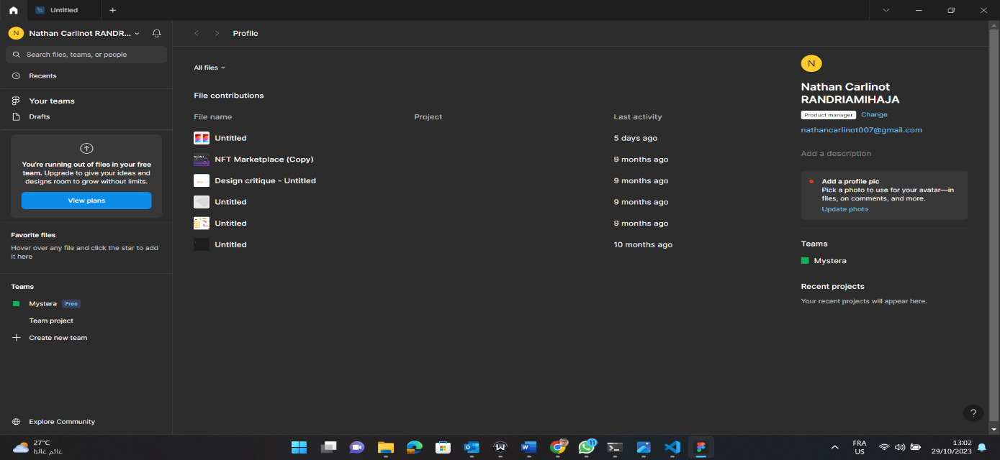 Untitled
N Nathan Carlinot RANDR...
Profile
Search files, teams, or people
Recents
Your teams
Drafts
You're running out of files in your free
team. Upgrade to give your ideas and
designs room to grow without limits.
View plans
Favorite files
Hover over any file and click the star to add
it here
Teams
Mystera Free
Team project
Create new team
Explore Community
All files
File contributions
File name Project Last activity
Untitled 5 days ago
NFT Marketplace (Copy) 9 months ago
Design critique - Untitled 9 months ago
Untitled 9 months ago
Untitled 9 months ago
Untitled 10 months ago
N
Nathan Carlinot
RANDRIAMIHAJA
Product manager Change
nathancarlinot007@gmail.com
Add a description
Add a profile pic
Pick a photo to use for your avatar—in
files, on comments, and more.
Update photo
Teams
Mystera
Recent projects
Your recent projects will appear here.
?
27°C
غائم غالبًا
11
FRA
US
13:02
29/10/2023